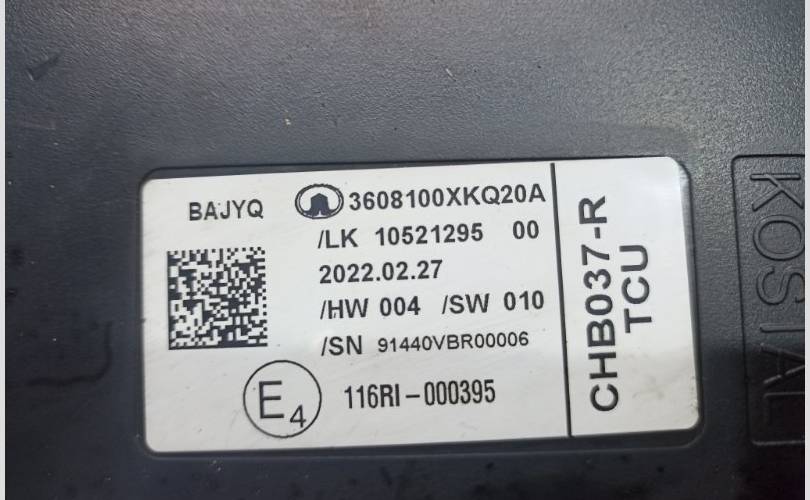 BAJYQ
3608100XKQ20A
/LK 10521295 00
2022.02.27
/HW 004 /SW 010
/SN 91440VBR00006
E4
116RI-000395
CHB037-R
TCU
KOSTAL